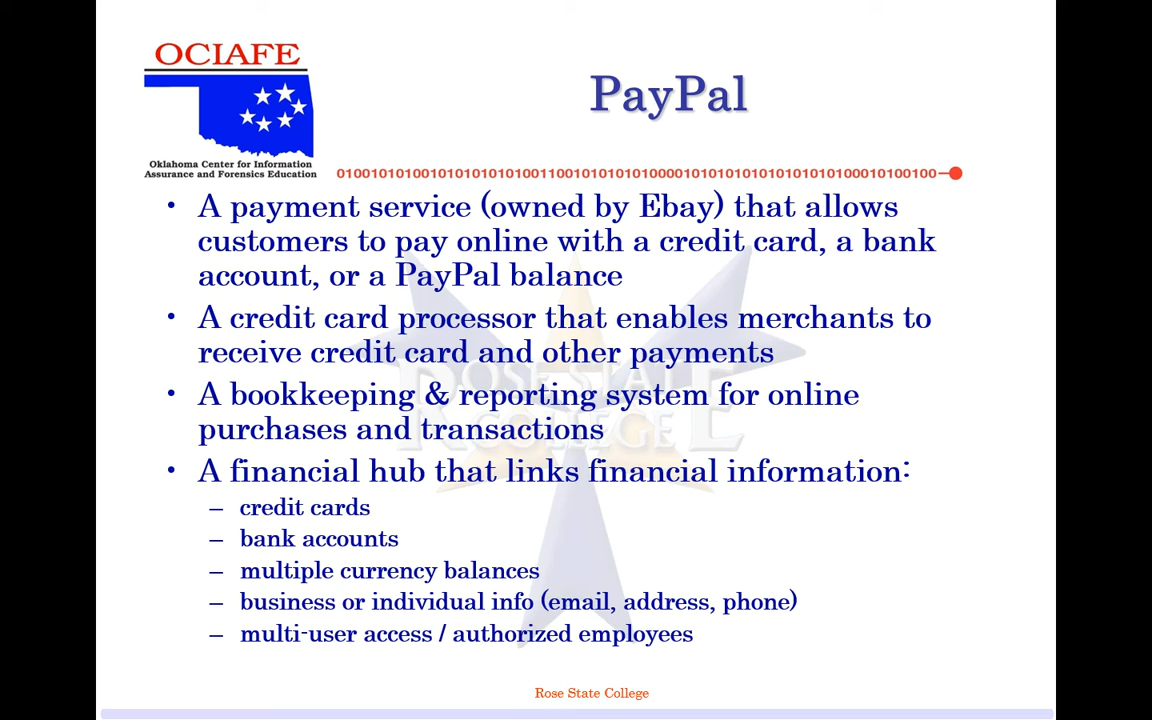 OCIAFE
Oklahoma Center for Information
Assurance and Forensics Education
PayPal
0100101010010101010101010011001010101010000101010101010101010100010100100
• A payment service (owned by Ebay) that allows
customers to pay online with a credit card, a bank
account, or a PayPal balance
• A credit card processor that enables merchants to
receive credit card and other payments
• A bookkeeping & reporting system for online
purchases and transactions
• A financial hub that links financial information:
– credit cards
– bank accounts
– multiple currency balances
– business or individual info (email, address, phone)
– multi-user access / authorized employees
ROSE STATE
COLLEGE
Rose State College